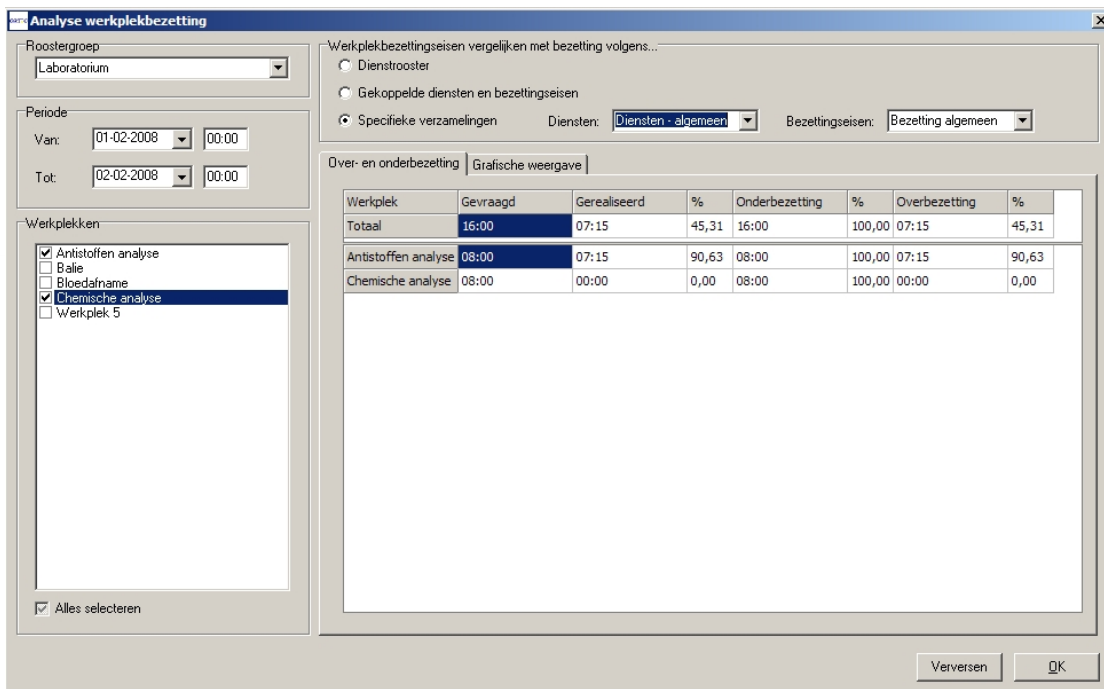 Analyse werkplekbezetting
Roostergroep
Laboratorium
Periode
Van: 01-02-2008 00:00
Tot: 02-02-2008 00:00
Werkplekken
Antistoffen analyse
Balie
Bloedafname
Chemische analyse
Werkplek 5
Alles selecteren
Werkplekbezettingseisen vergelijken met bezetting volgens...
Dienstrooster
Gekoppelde diensten en bezettingseisen
Specifieke verzamelingen Diensten: Diensten - algemeen Bezettingseisen: Bezetting algemeen
Over- en onderbezetting Grafische weergave
Werkplek Gevraagd Gerealiseerd % Onderbezetting % Overbezetting %
Totaal 16:00 07:15 45,31 16:00 100,00 07:15 45,31
Antistoffen analyse 08:00 07:15 90,63 08:00 100,00 07:15 90,63
Chemische analyse 08:00 00:00 0,00 08:00 100,00 00:00 0,00
Verversen OK